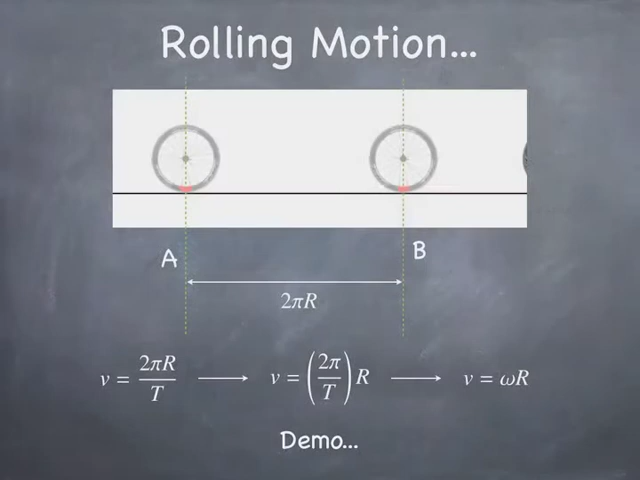 Rolling Motion...
A
B
2πR
v = 2πR/T → v = (2π/T)R → v = ωR
Demo...